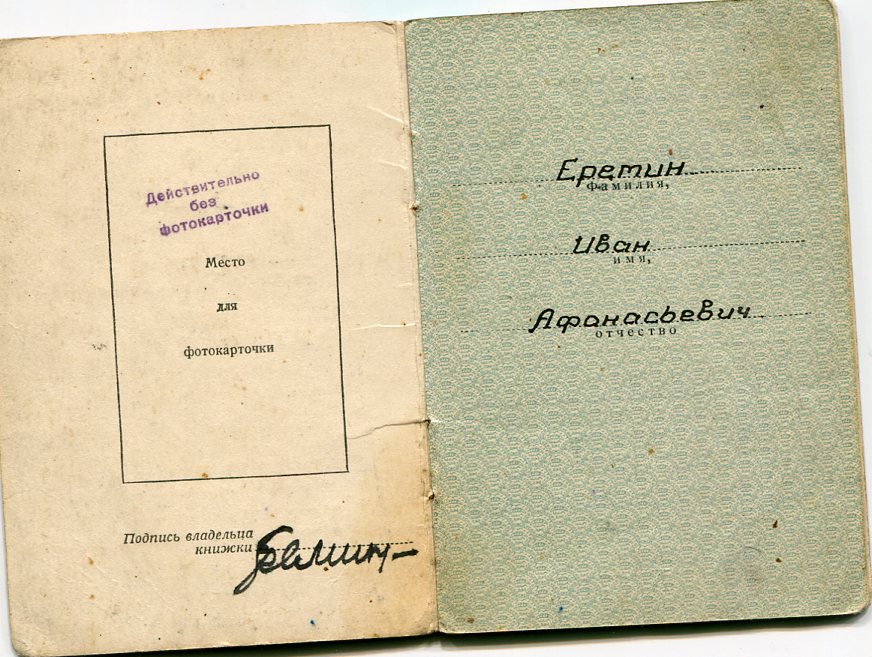 Действительно
без
фотокарточки
Место
для
фотокарточки
Подпись владельца
книжки
Еретин
фамилия,
Иван
имя,
Афанасьевич
отчество